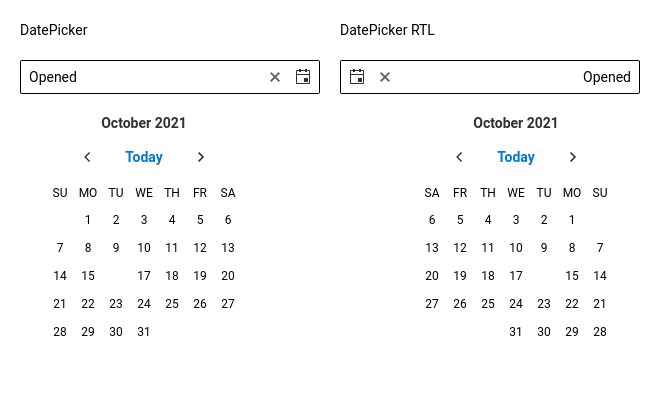 DatePicker
Opened
October 2021
Today
SU MO TU WE TH FR SA
1 2 3 4 5 6
7 8 9 10 11 12 13
14 15 17 18 19 20
21 22 23 24 25 26 27
28 29 30 31
DatePicker RTL
Opened
October 2021
Today
SA FR TH WE TU MO SU
6 5 4 3 2 1
13 12 11 10 9 8 7
20 19 18 17 15 14
27 26 25 24 23 22 21
31 30 29 28